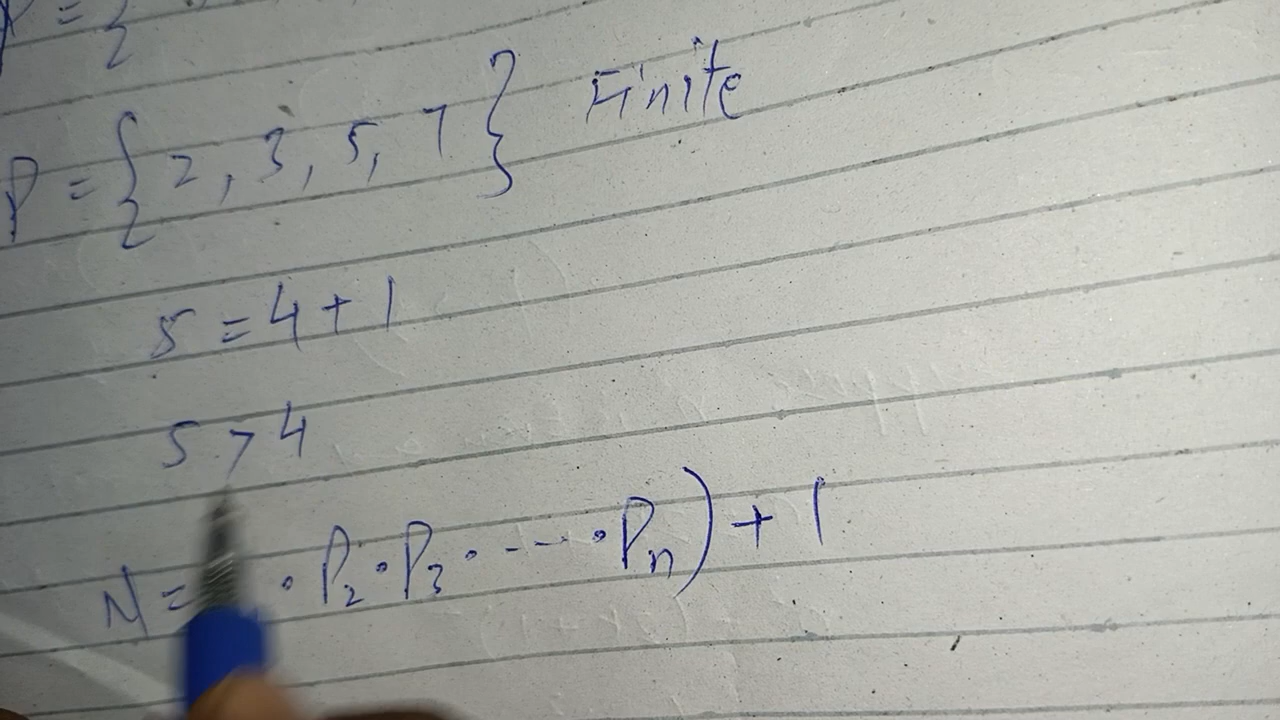 P = {
P = { 2, 3, 5, 7 } Finite
5 = 4 + 1
5 > 4
N = · P₂ · P₃ · ---- · Pₙ ) + 1